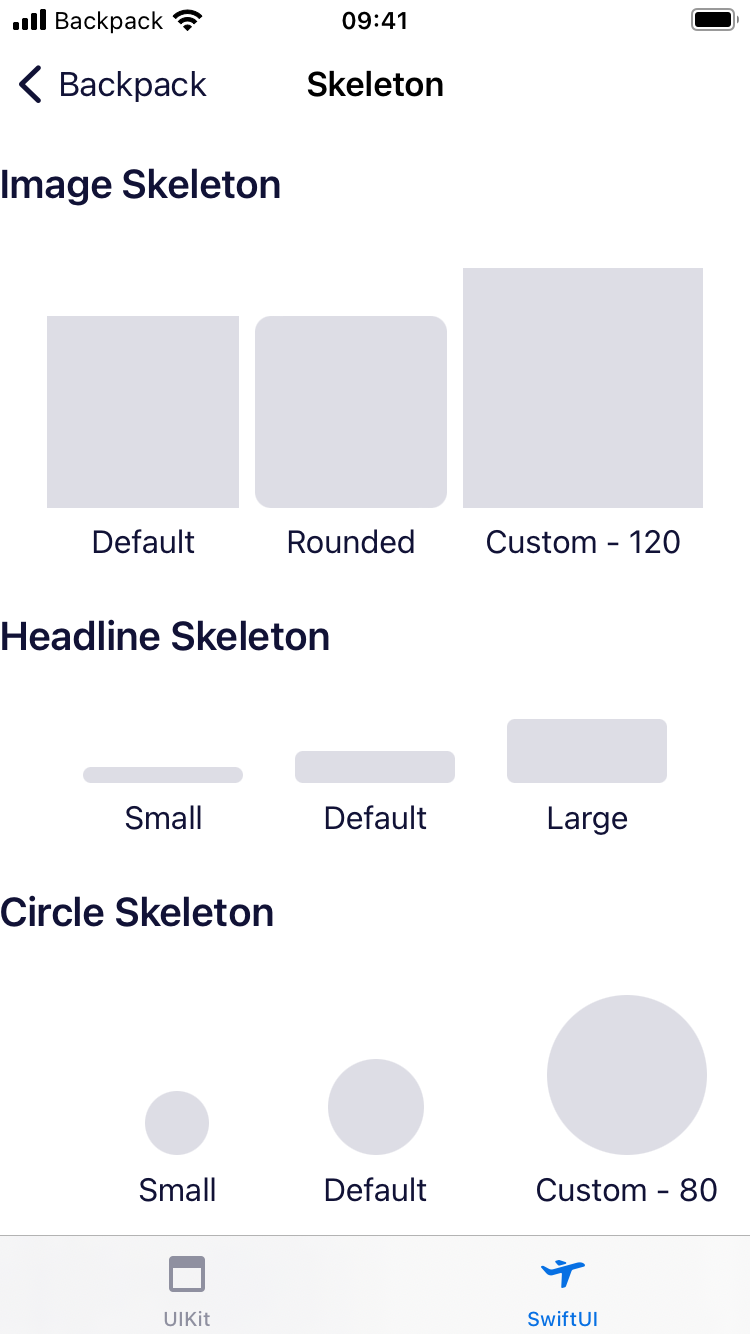 Backpack 09:41
Backpack Skeleton
Image Skeleton
Default Rounded Custom - 120
Headline Skeleton
Small Default Large
Circle Skeleton
Small Default Custom - 80
UIKit SwiftUI